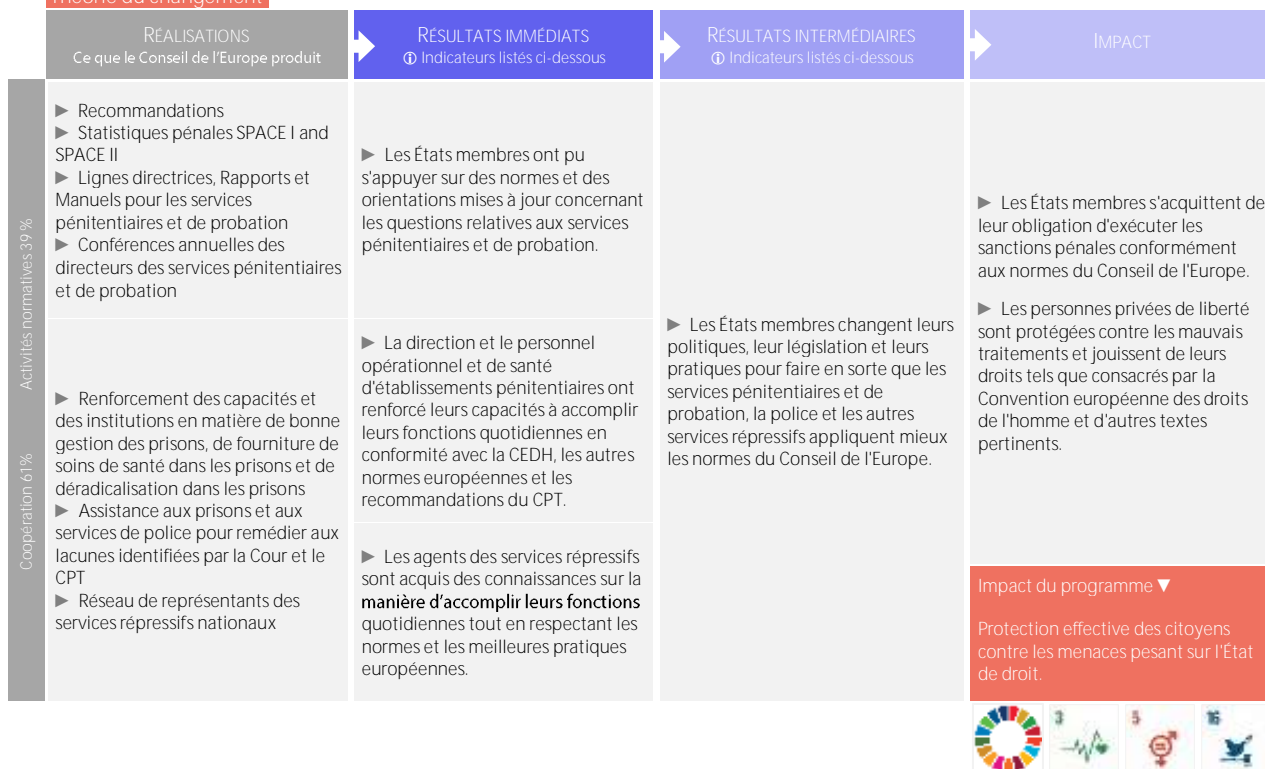 Théorie du changement
RÉALISATIONS
Ce que le Conseil de l'Europe produit
RÉSULTATS IMMÉDIATS
🛈 Indicateurs listés ci-dessous
RÉSULTATS INTERMÉDIAIRES
🛈 Indicateurs listés ci-dessous
IMPACT
Activités normatives 39 %
Coopération 61%
► Recommandations
► Statistiques pénales SPACE I and
SPACE II
► Lignes directrices, Rapports et
Manuels pour les services
pénitentiaires et de probation
► Conférences annuelles des
directeurs des services pénitentiaires
et de probation
► Renforcement des capacités et
des institutions en matière de bonne
gestion des prisons, de fourniture de
soins de santé dans les prisons et de
déradicalisation dans les prisons
► Assistance aux prisons et aux
services de police pour remédier aux
lacunes identifiées par la Cour et le
CPT
► Réseau de représentants des
services répressifs nationaux
► Les États membres ont pu
s'appuyer sur des normes et des
orientations mises à jour concernant
les questions relatives aux services
pénitentiaires et de probation.
► La direction et le personnel
opérationnel et de santé
d'établissements pénitentiaires ont
renforcé leurs capacités à accomplir
leurs fonctions quotidiennes en
conformité avec la CEDH, les autres
normes européennes et les
recommandations du CPT.
► Les agents des services répressifs
sont acquis des connaissances sur la
manière d'accomplir leurs fonctions
quotidiennes tout en respectant les
normes et les meilleures pratiques
européennes.
► Les États membres changent leurs
politiques, leur législation et leurs
pratiques pour faire en sorte que les
services pénitentiaires et de
probation, la police et les autres
services répressifs appliquent mieux
les normes du Conseil de l'Europe.
► Les États membres s'acquittent de
leur obligation d'exécuter les
sanctions pénales conformément
aux normes du Conseil de l'Europe.
► Les personnes privées de liberté
sont protégées contre les mauvais
traitements et jouissent de leurs
droits tels que consacrés par la
Convention européenne des droits
de l'homme et d'autres textes
pertinents.
Impact du programme ▼
Protection effective des citoyens
contre les menaces pesant sur l'État
de droit.
3
5
16